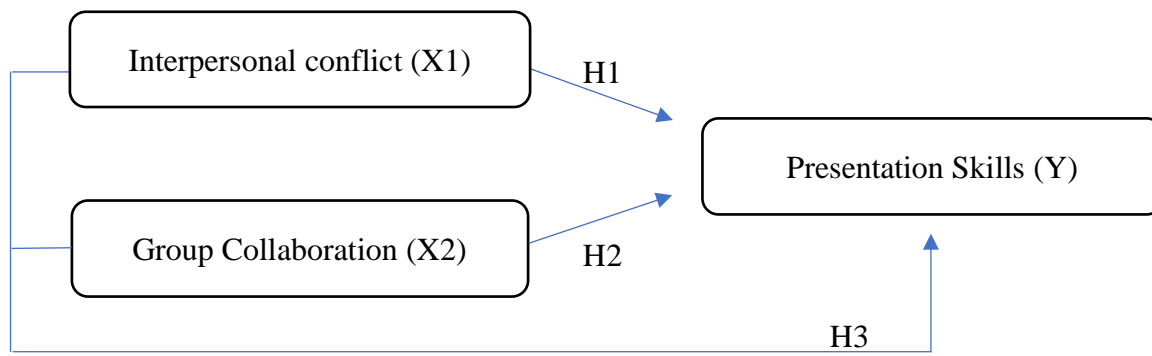 Interpersonal conflict (X1)
H1
Presentation Skills (Y)
Group Collaboration (X2)
H2
H3